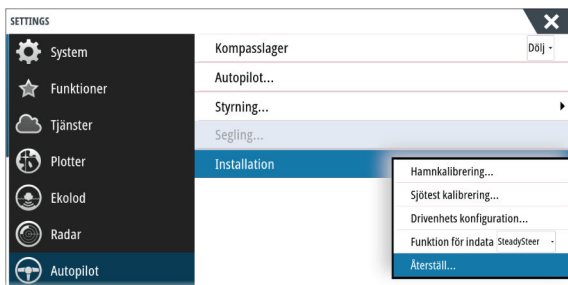 SETTINGS
System
Funktioner
Tjänster
Plotter
Ekolod
Radar
Autopilot
Kompasslager Dölj
Autopilot...
Styrning...
Segling...
Installation
Hamnkalibrering...
Sjötest kalibrering...
Drivenhets konfiguration...
Funktion för indata SteadySteer
Återställ...